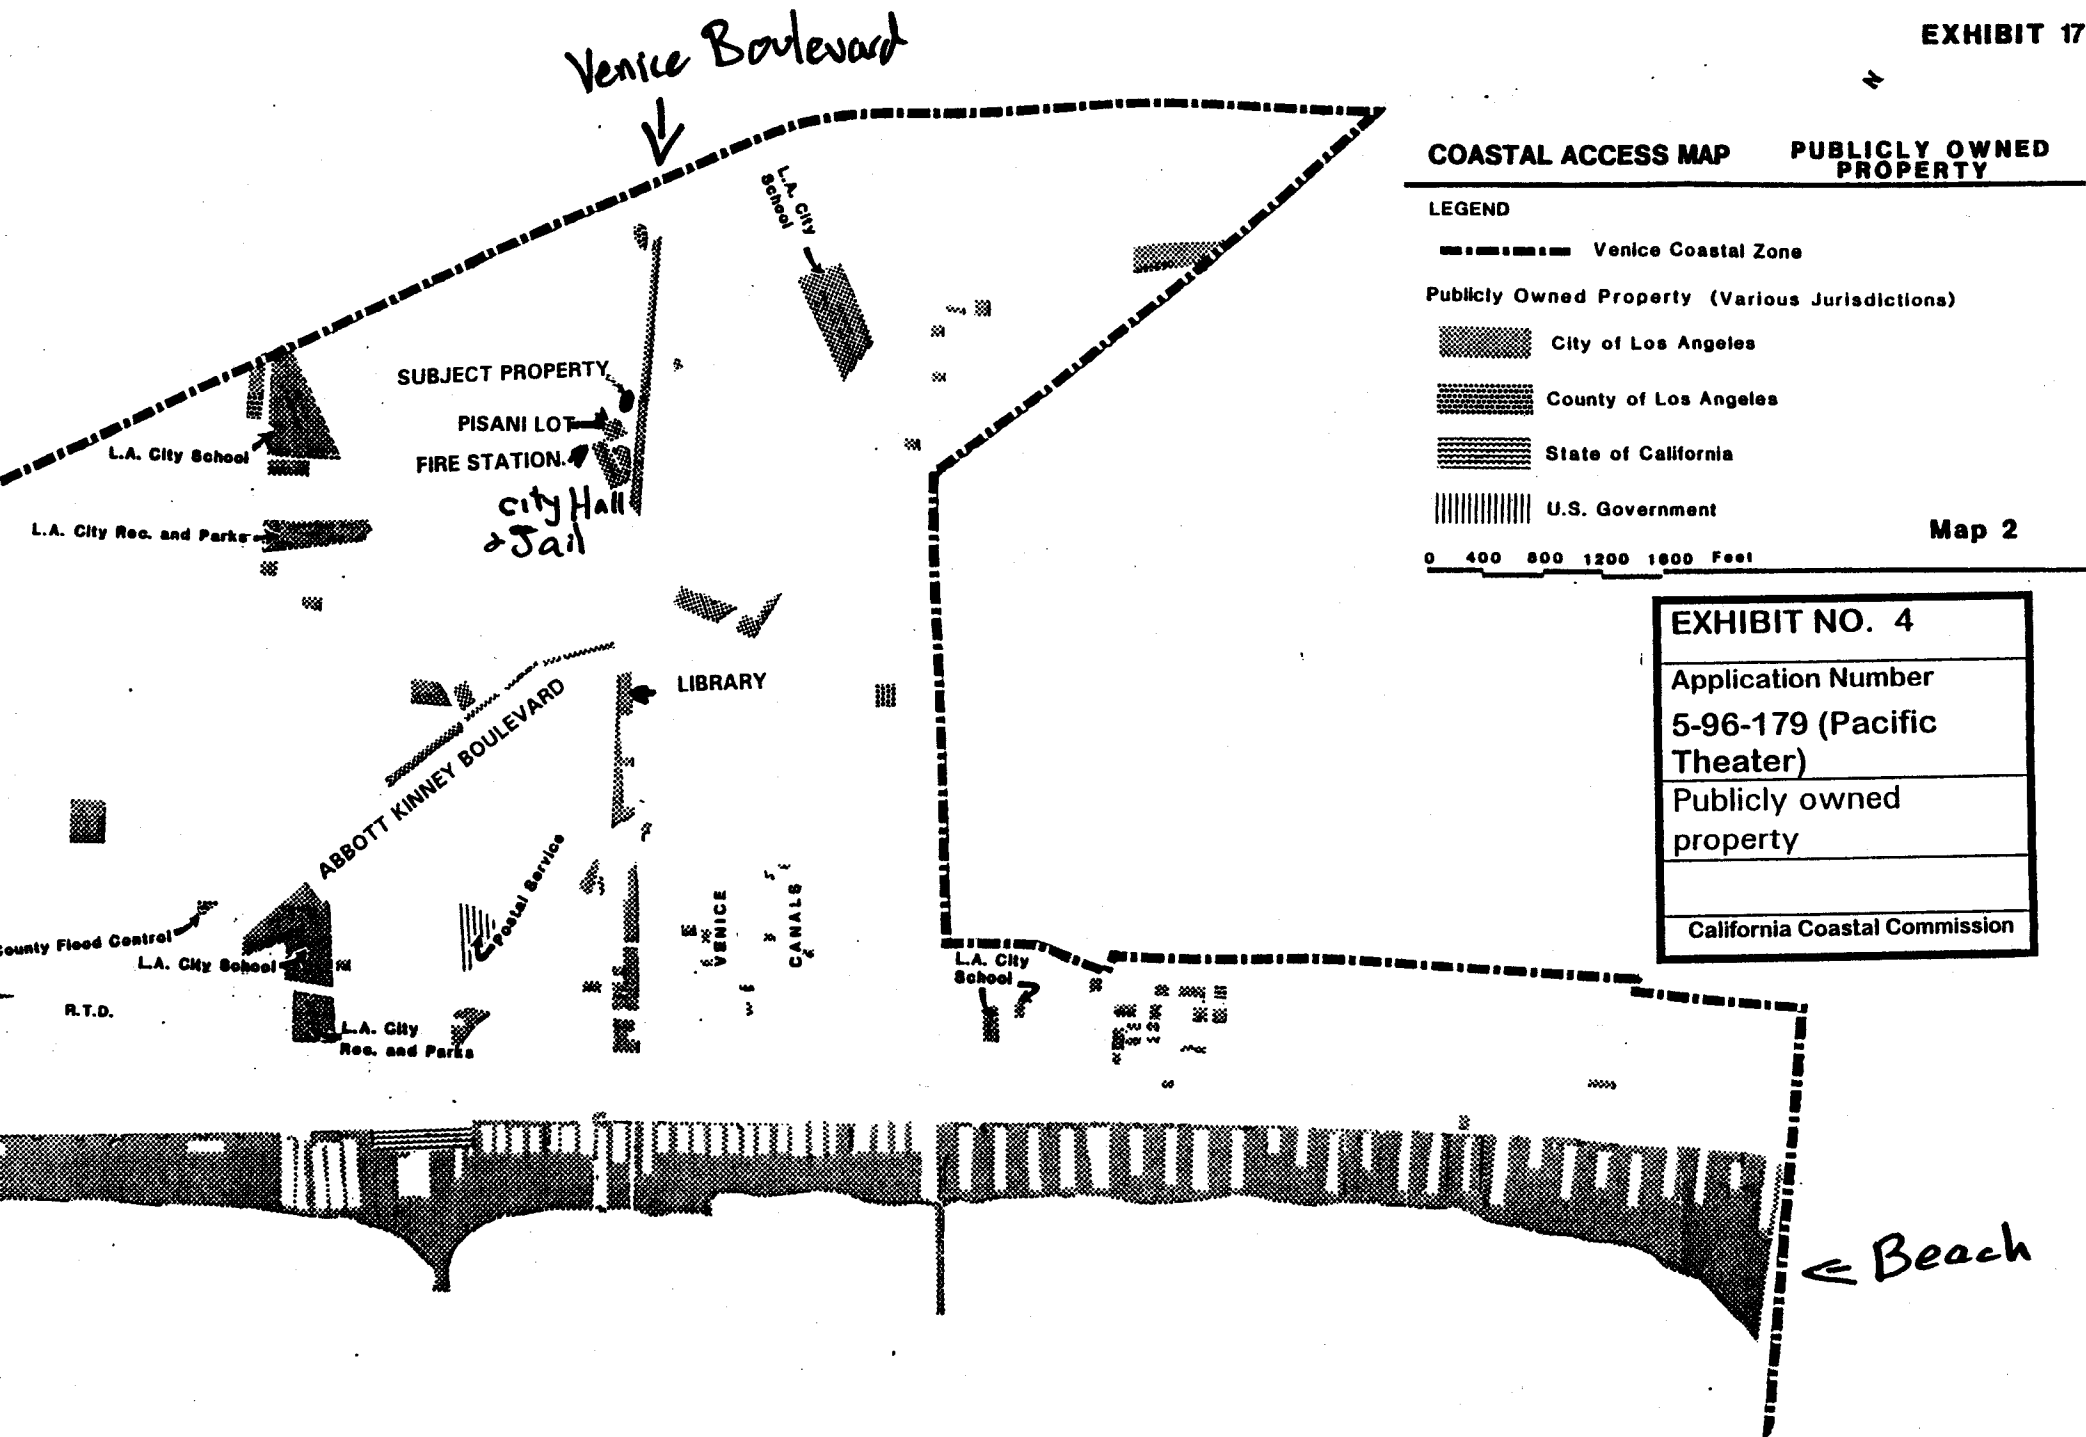 EXHIBIT 17
Venice Boulevard
N
COASTAL ACCESS MAP
PUBLICLY OWNED
PROPERTY
LEGEND
Venice Coastal Zone
Publicly Owned Property (Various Jurisdictions)
City of Los Angeles
County of Los Angeles
State of California
U.S. Government
Map 2
0 400 800 1200 1600 Feet
EXHIBIT NO. 4
Application Number
5-96-179 (Pacific
Theater)
Publicly owned
property
California Coastal Commission
L.A. City
School
SUBJECT PROPERTY
PISANI LOT
FIRE STATION
City Hall
& Jail
L.A. City School
L.A. City Rec. and Parks
LIBRARY
ABBOTT KINNEY BOULEVARD
Postal Service
VENICE
CANALS
County Flood Control
L.A. City School
R.T.D.
L.A. City
Rec. and Parks
L.A. City
School
Beach